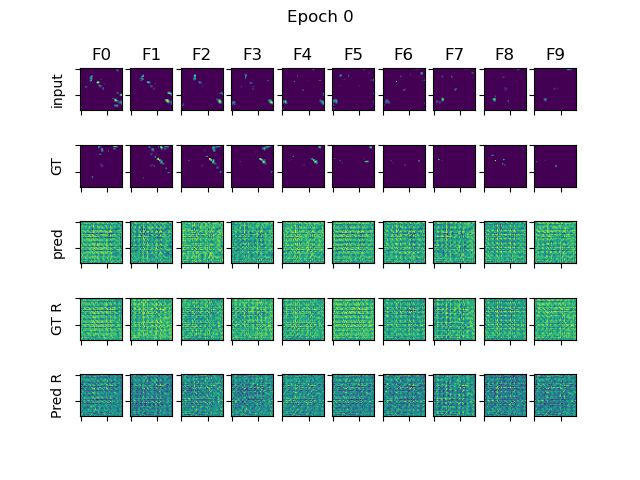 Epoch 0
F0 F1 F2 F3 F4 F5 F6 F7 F8 F9
input
GT
pred
GT R
Pred R